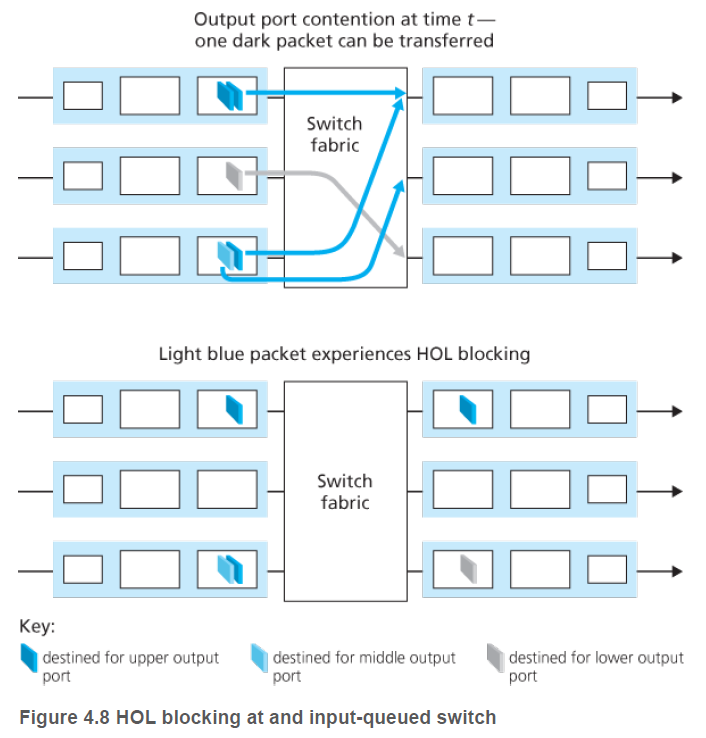 Output port contention at time t—
one dark packet can be transferred
Switch
fabric
Light blue packet experiences HOL blocking
Switch
fabric
Key:
destined for upper output
port
destined for middle output
port
destined for lower output
port
Figure 4.8 HOL blocking at and input-queued switch